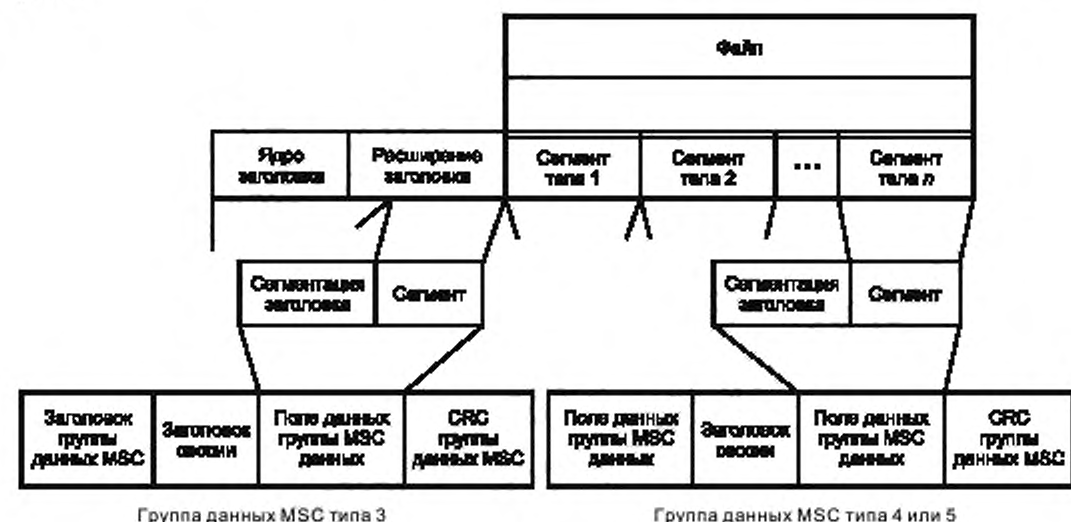 Файл
Ядро
заголовка
Расширение
заголовка
Сегмент
тела 1
Сегмент
тела 2
...
Сегмент
тела n
Сегментация
заголовка
Сегмент
Сегментация
заголовка
Сегмент
Заголовок
группы
данных MSC
Заголовок
сессии
Поле данных
группы MSC
данных
CRC
группы
данных MSC
Поле данных
группы MSC
данных
Заголовок
сессии
Поле данных
группы MSC
данных
CRC
группы
данных MSC
Группа данных MSC типа 3
Группа данных MSC типа 4 или 5